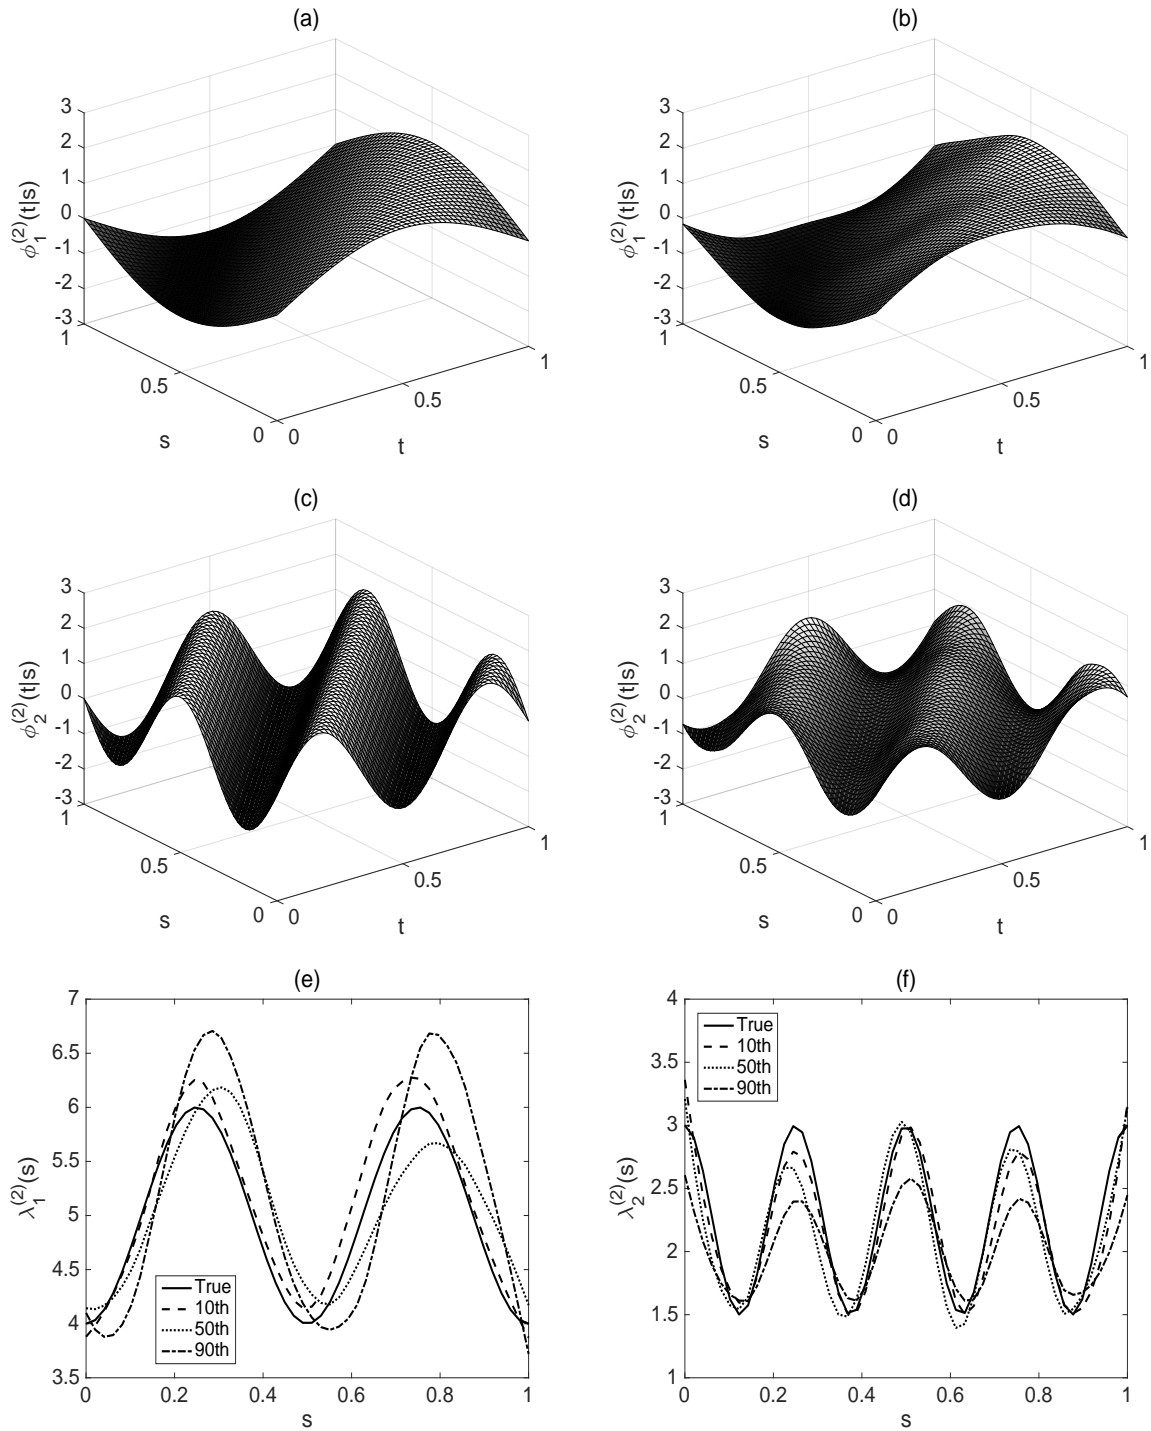 (a)
3
2
1
0
-1
-2
-3
ϕ₁⁽²⁾(t|s)
1
0.5
0
s
0
0.5
1
t
(b)
3
2
1
0
-1
-2
-3
ϕ₁⁽²⁾(t|s)
1
0.5
0
s
0
0.5
1
t
(c)
3
2
1
0
-1
-2
-3
ϕ₂⁽²⁾(t|s)
1
0.5
0
s
0
0.5
1
t
(d)
3
2
1
0
-1
-2
-3
ϕ₂⁽²⁾(t|s)
1
0.5
0
s
0
0.5
1
t
(e)
7
6.5
6
5.5
5
4.5
4
3.5
λ₁⁽²⁾(s)
True
10th
50th
90th
0
0.2
0.4
0.6
0.8
1
s
(f)
4
3.5
3
2.5
2
1.5
1
λ₂⁽²⁾(s)
True
10th
50th
90th
0
0.2
0.4
0.6
0.8
1
s